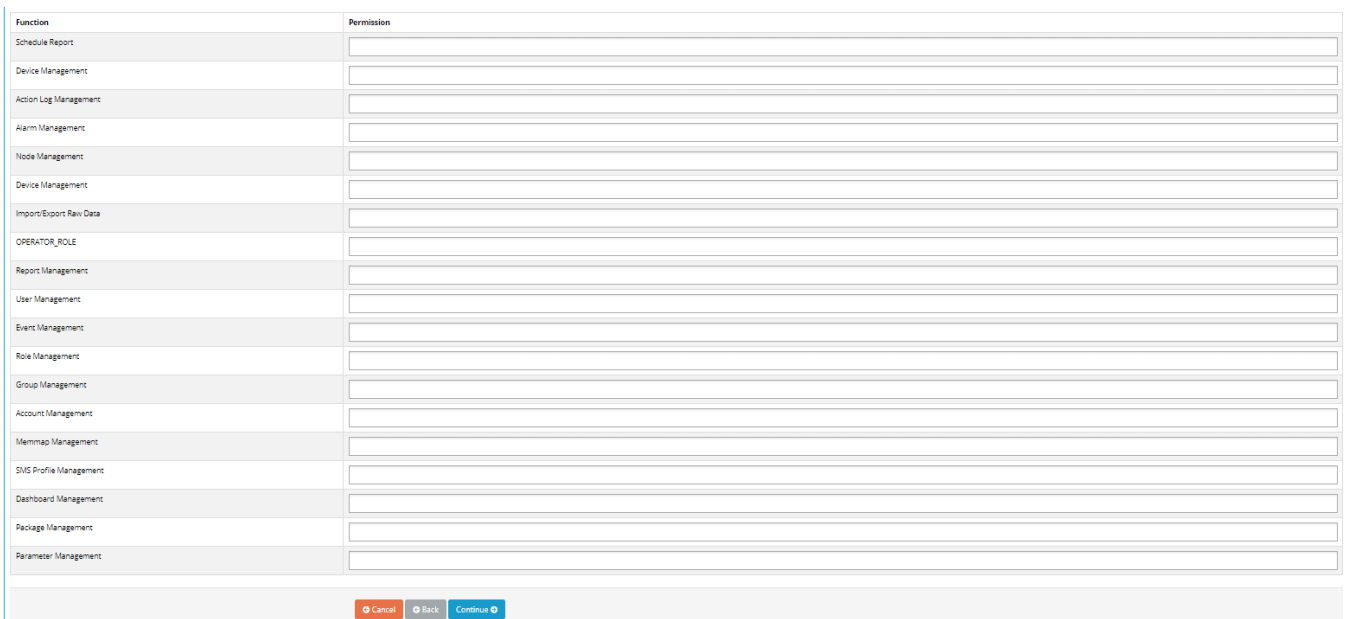 Function Permission
Schedule Report
Device Management
Action Log Management
Alarm Management
Node Management
Device Management
Import/Export Raw Data
OPERATOR_ROLE
Report Management
User Management
Event Management
Role Management
Group Management
Account Management
Memmap Management
SMS Profile Management
Dashboard Management
Package Management
Parameter Management
Cancel Back Continue